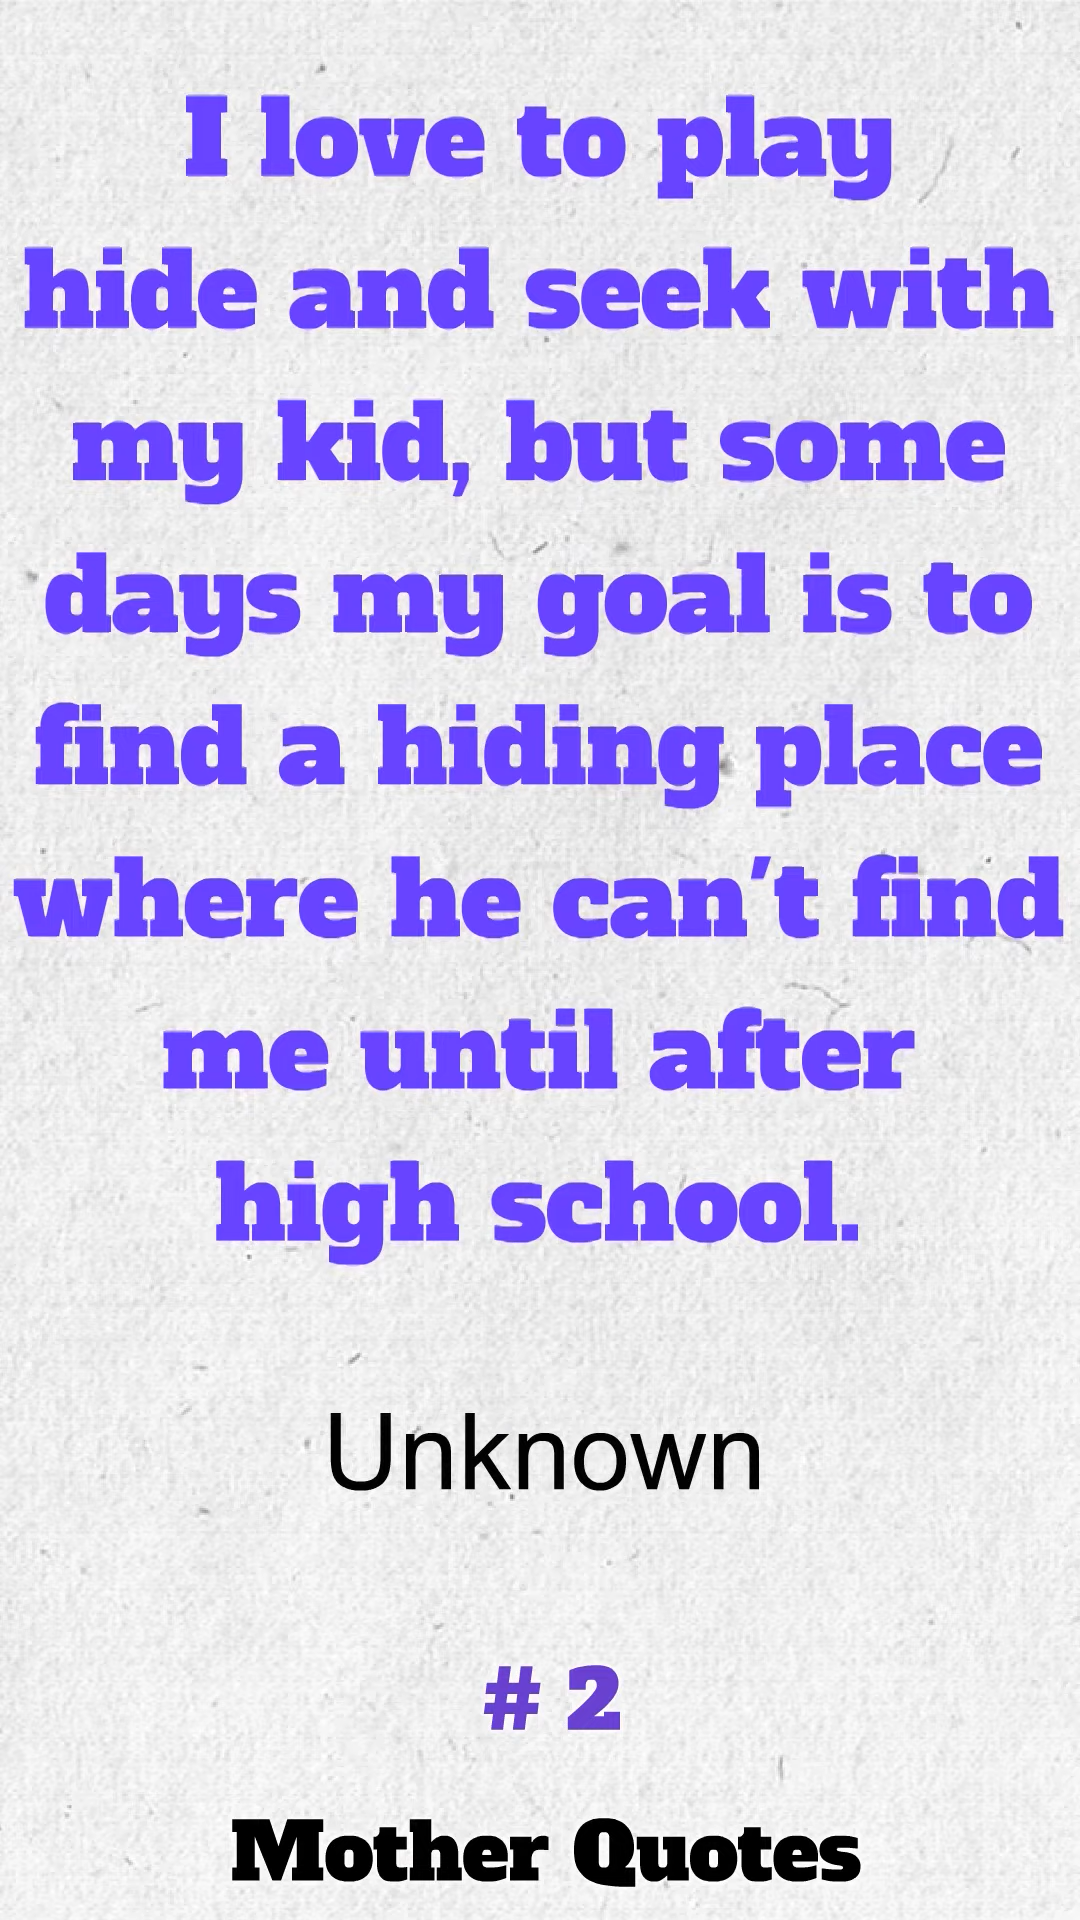 I love to play
hide and seek with
my kid, but some
days my goal is to
find a hiding place
where he can't find
me until after
high school.
Unknown
# 2
Mother Quotes